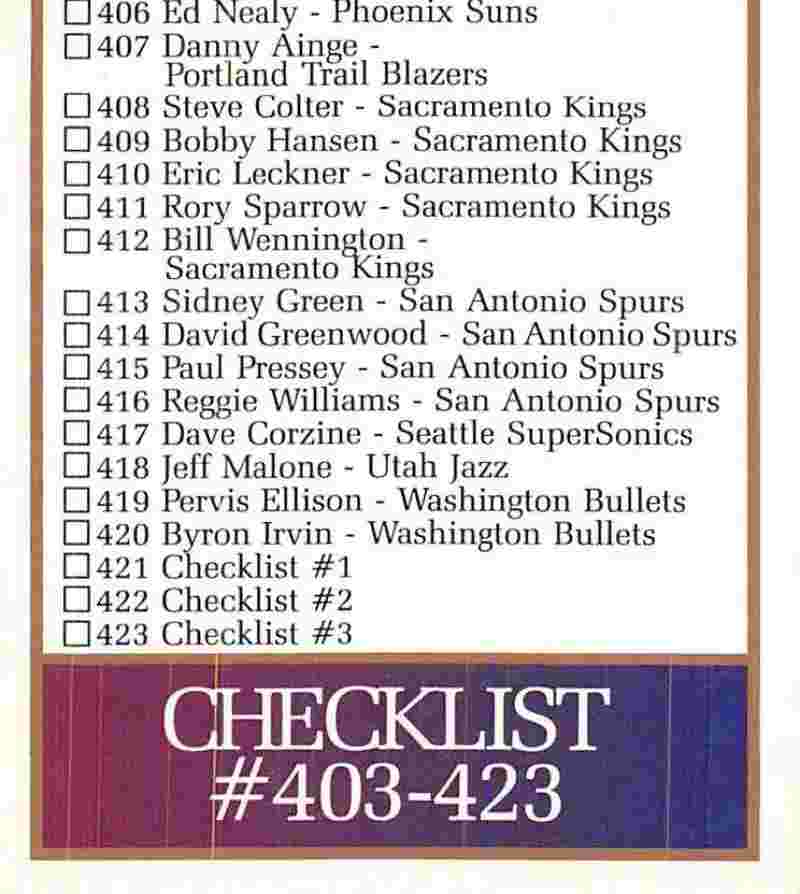 406 Ed Nealy - Phoenix Suns
407 Danny Ainge -
Portland Trail Blazers
408 Steve Colter - Sacramento Kings
409 Bobby Hansen - Sacramento Kings
410 Eric Leckner - Sacramento Kings
411 Rory Sparrow - Sacramento Kings
412 Bill Wennington -
Sacramento Kings
413 Sidney Green - San Antonio Spurs
414 David Greenwood - San Antonio Spurs
415 Paul Pressey - San Antonio Spurs
416 Reggie Williams - San Antonio Spurs
417 Dave Corzine - Seattle SuperSonics
418 Jeff Malone - Utah Jazz
419 Pervis Ellison - Washington Bullets
420 Byron Irvin - Washington Bullets
421 Checklist #1
422 Checklist #2
423 Checklist #3
CHECKLIST
#403-423